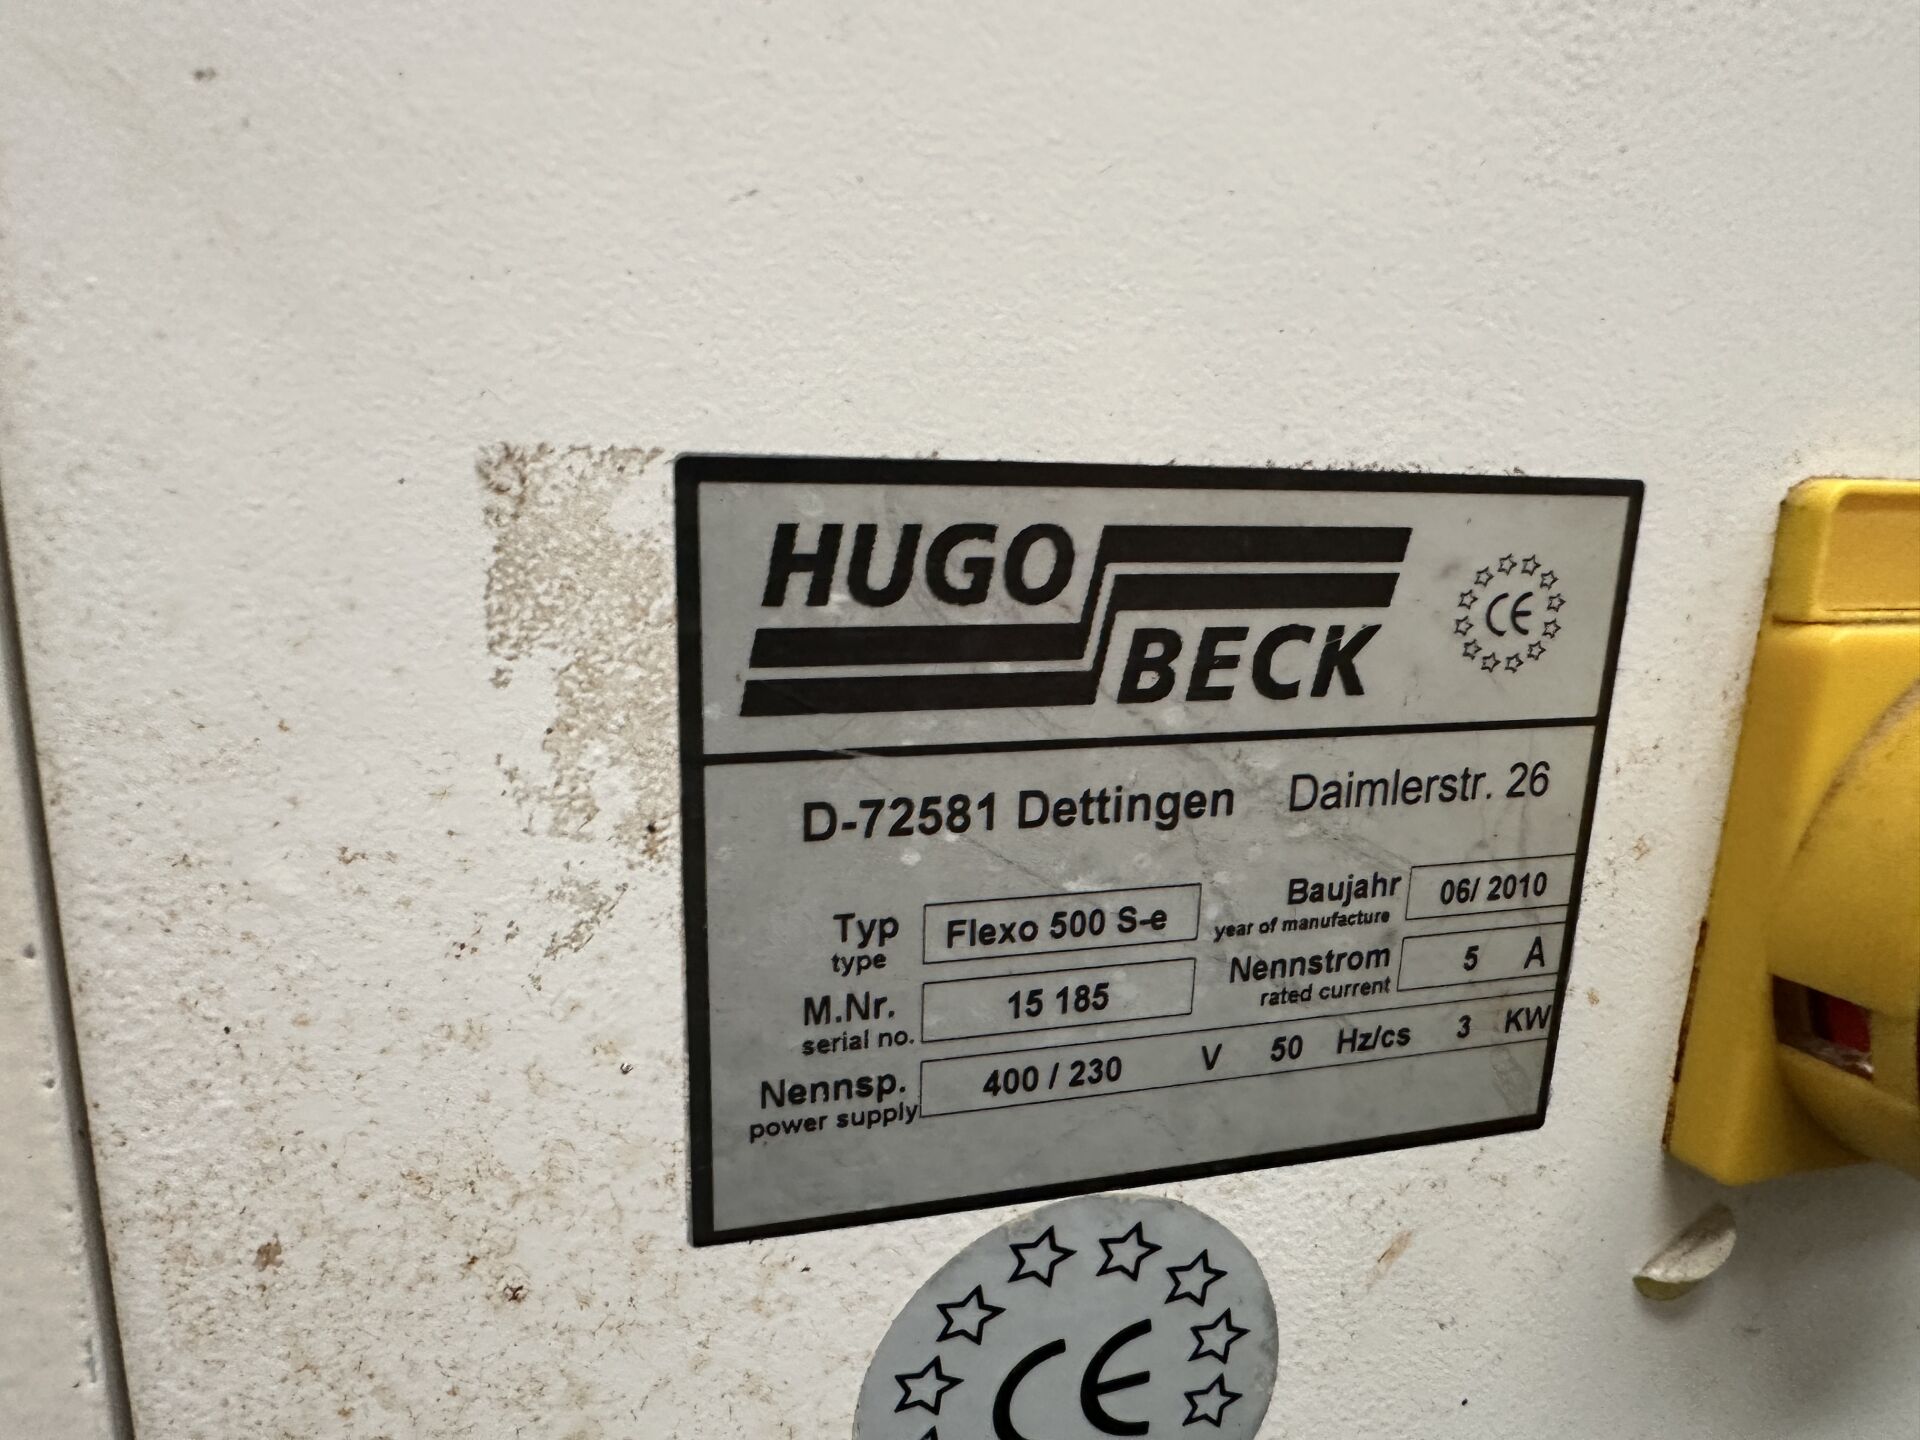 HUGO
BECK
CE
D-72581 Dettingen Daimlerstr. 26
Typ Flexo 500 S-e Baujahr 06/ 2010
type year of manufacture
M.Nr. 15 185 Nennstrom 5 A
serial no. rated current
Nennsp. 400 / 230 V 50 Hz/cs 3 KW
power supply
CE